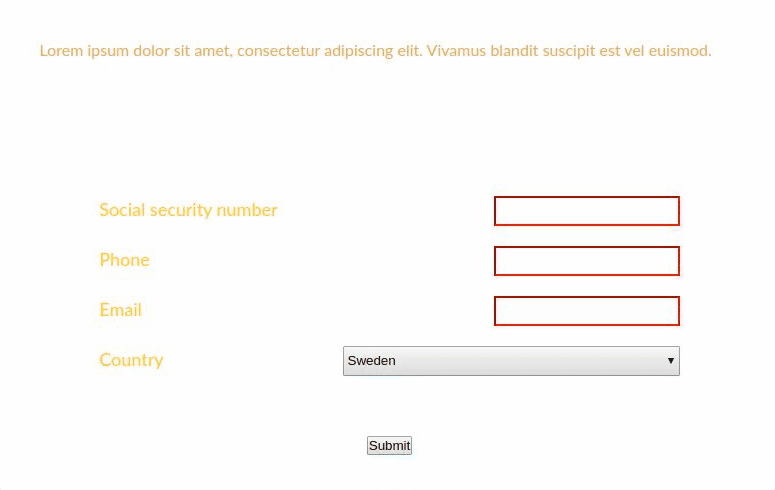 Lorem ipsum dolor sit amet, consectetur adipiscing elit. Vivamus blandit suscipit est vel euismod.
Social security number
Phone
Email
Country
Sweden
Submit